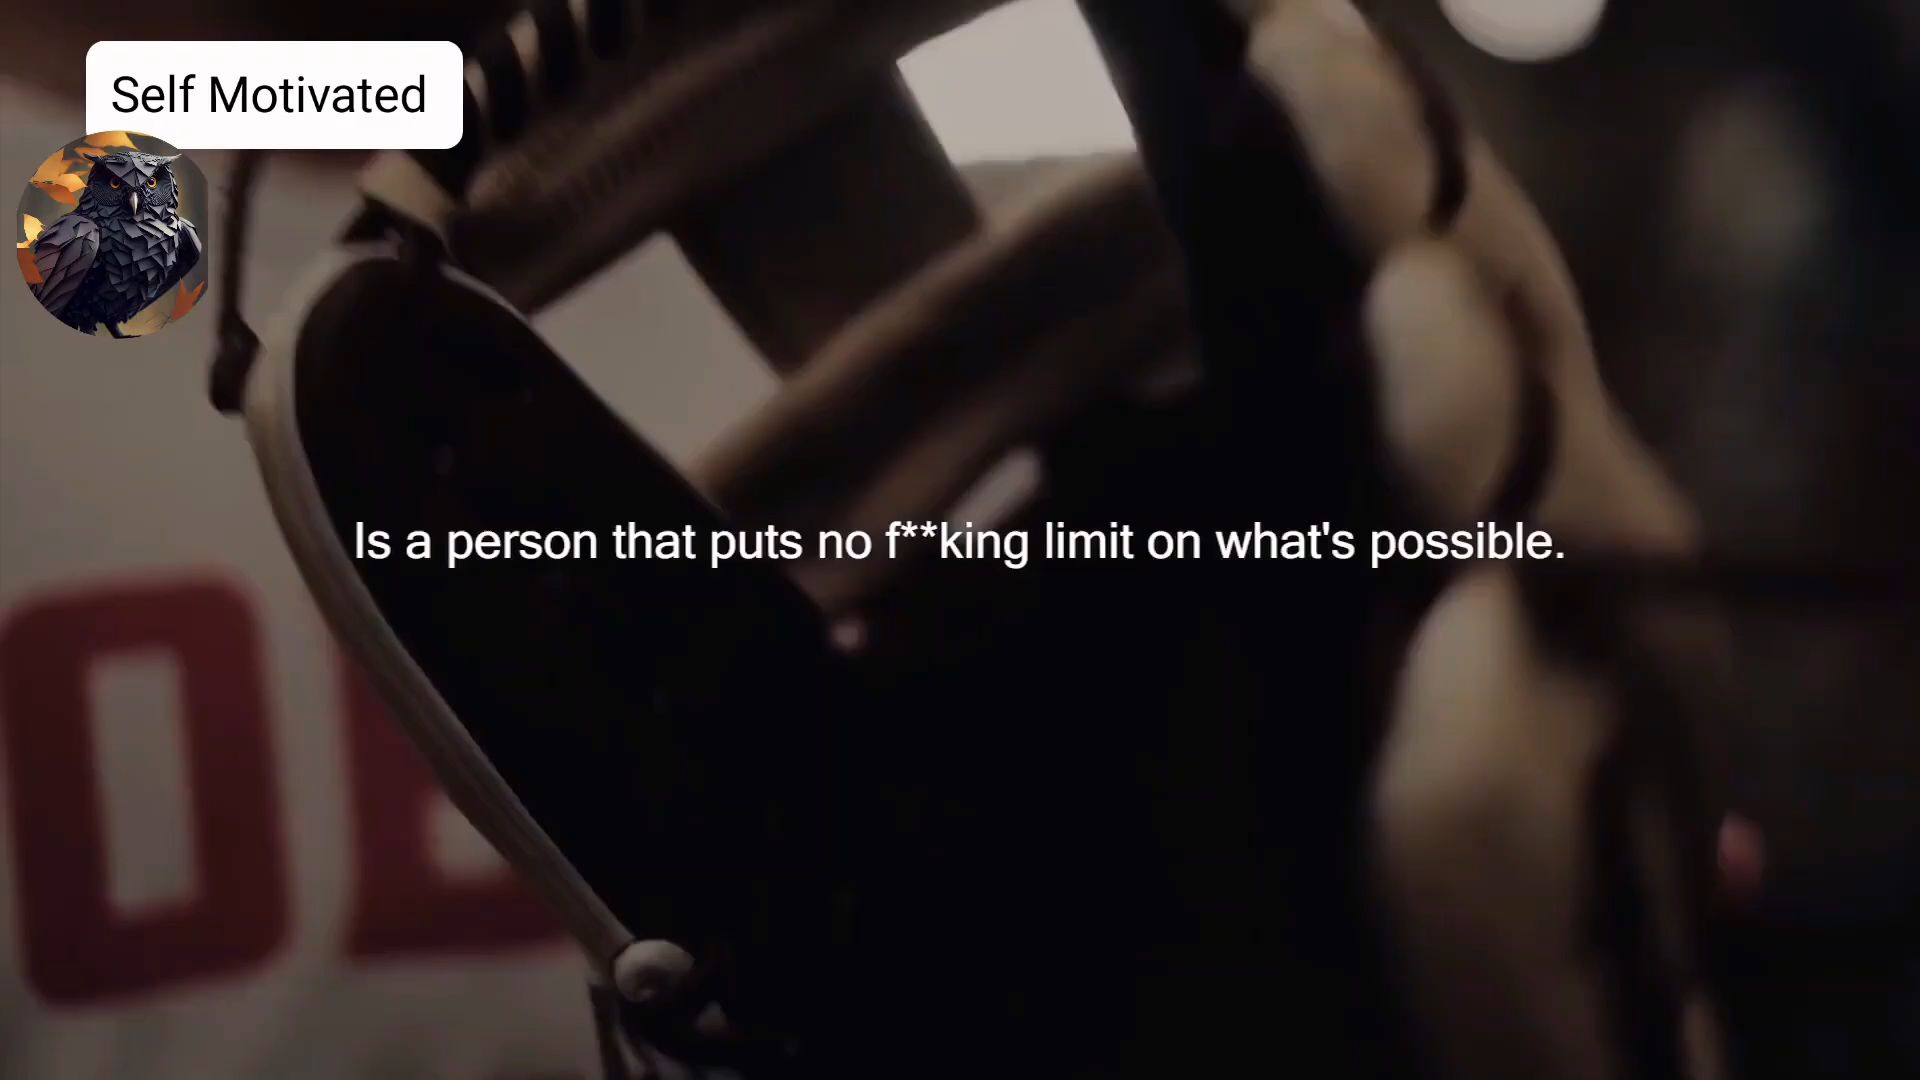 Self Motivated
Is a person that puts no f**king limit on what's possible.